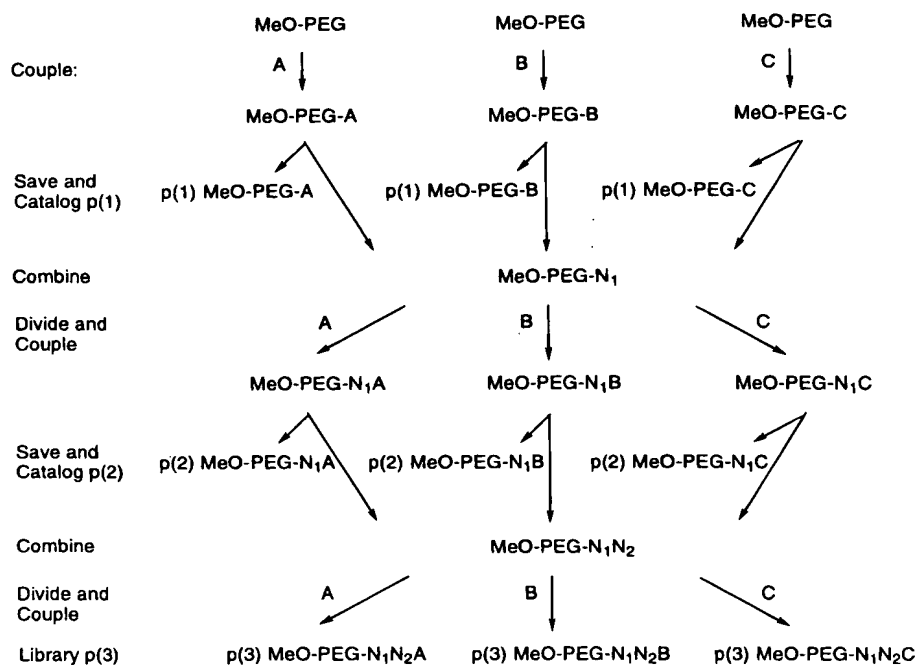 MeO-PEG MeO-PEG MeO-PEG
Couple: A B C
MeO-PEG-A MeO-PEG-B MeO-PEG-C
Save and
Catalog p(1) p(1) MeO-PEG-A p(1) MeO-PEG-B p(1) MeO-PEG-C
Combine MeO-PEG-N₁
Divide and
Couple A B C
MeO-PEG-N₁A MeO-PEG-N₁B MeO-PEG-N₁C
Save and
Catalog p(2) p(2) MeO-PEG-N₁A p(2) MeO-PEG-N₁B p(2) MeO-PEG-N₁C
Combine MeO-PEG-N₁N₂
Divide and
Couple A B C
Library p(3) p(3) MeO-PEG-N₁N₂A p(3) MeO-PEG-N₁N₂B p(3) MeO-PEG-N₁N₂C